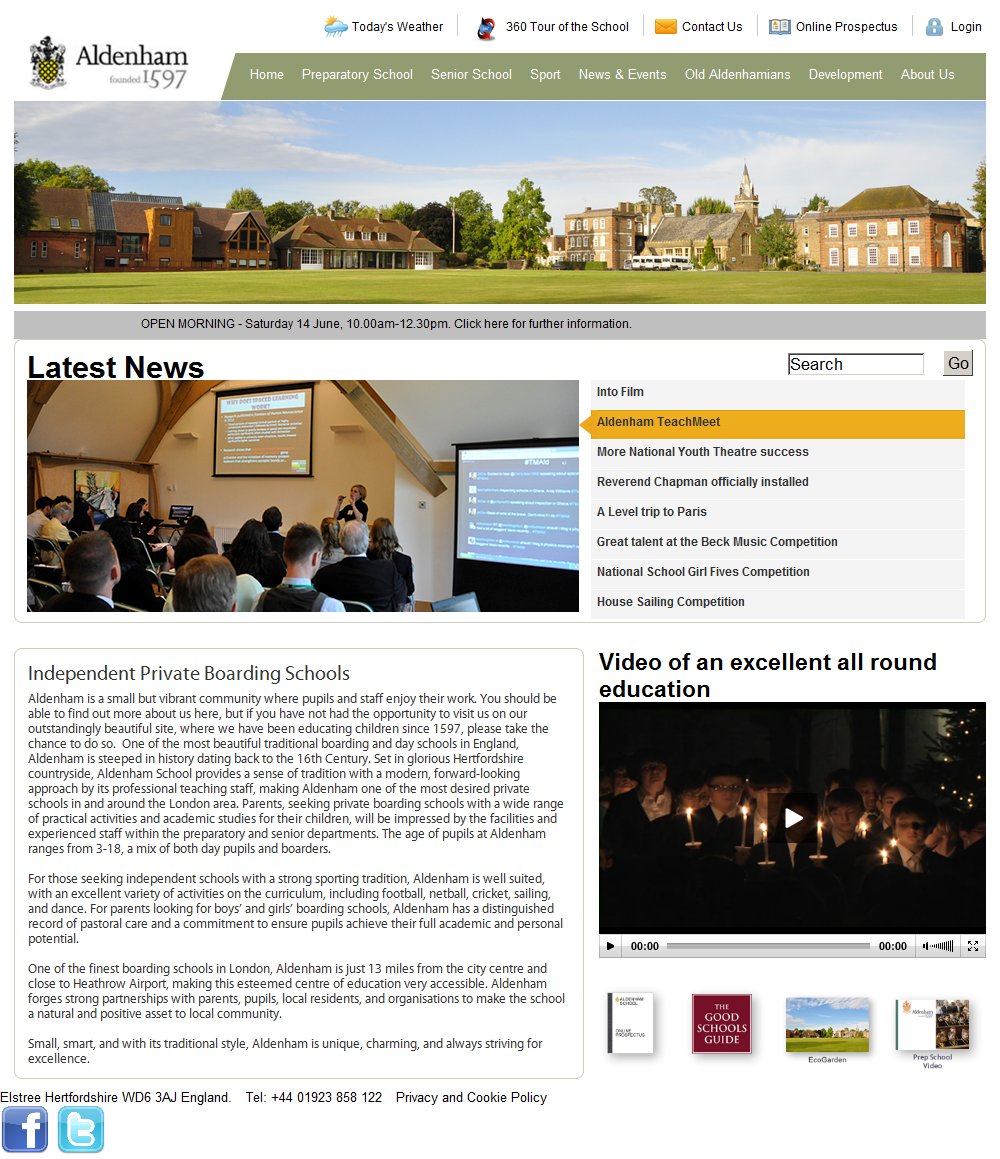 Today's Weather
360 Tour of the School
Contact Us
Online Prospectus
Login
Aldenham
founded 1597
Home
Preparatory School
Senior School
Sport
News & Events
Old Aldenhamians
Development
About Us
OPEN MORNING - Saturday 14 June, 10.00am-12.30pm. Click here for further information.
Latest News
Search
Go
WHY DOES SPACED LEARNING
WORK?
#TMAld
Into Film
Aldenham TeachMeet
More National Youth Theatre success
Reverend Chapman officially installed
A Level trip to Paris
Great talent at the Beck Music Competition
National School Girl Fives Competition
House Sailing Competition
Independent Private Boarding Schools
Aldenham is a small but vibrant community where pupils and staff enjoy their work. You should be
able to find out more about us here, but if you have not had the opportunity to visit us on our
outstandingly beautiful site, where we have been educating children since 1597, please take the
chance to do so.  One of the most beautiful traditional boarding and day schools in England,
Aldenham is steeped in history dating back to the 16th Century. Set in glorious Hertfordshire
countryside, Aldenham School provides a sense of tradition with a modern, forward-looking
approach by its professional teaching staff, making Aldenham one of the most desired private
schools in and around the London area. Parents, seeking private boarding schools with a wide range
of practical activities and academic studies for their children, will be impressed by the facilities and
experienced staff within the preparatory and senior departments. The age of pupils at Aldenham
ranges from 3-18, a mix of both day pupils and boarders.
For those seeking independent schools with a strong sporting tradition, Aldenham is well suited,
with an excellent variety of activities on the curriculum, including football, netball, cricket, sailing,
and dance. For parents looking for boys' and girls' boarding schools, Aldenham has a distinguished
record of pastoral care and a commitment to ensure pupils achieve their full academic and personal
potential.
One of the finest boarding schools in London, Aldenham is just 13 miles from the city centre and
close to Heathrow Airport, making this esteemed centre of education very accessible. Aldenham
forges strong partnerships with parents, pupils, local residents, and organisations to make the school
a natural and positive asset to local community.
Small, smart, and with its traditional style, Aldenham is unique, charming, and always striving for
excellence.
Video of an excellent all round
education
00:00
00:00
ALDENHAM
SCHOOL
ONLINE
PROSPECTUS
THE
GOOD
SCHOOLS
GUIDE
EcoGarden
Aldenham
Prep School
Video
Elstree Hertfordshire WD6 3AJ England.
Tel: +44 01923 858 122
Privacy and Cookie Policy